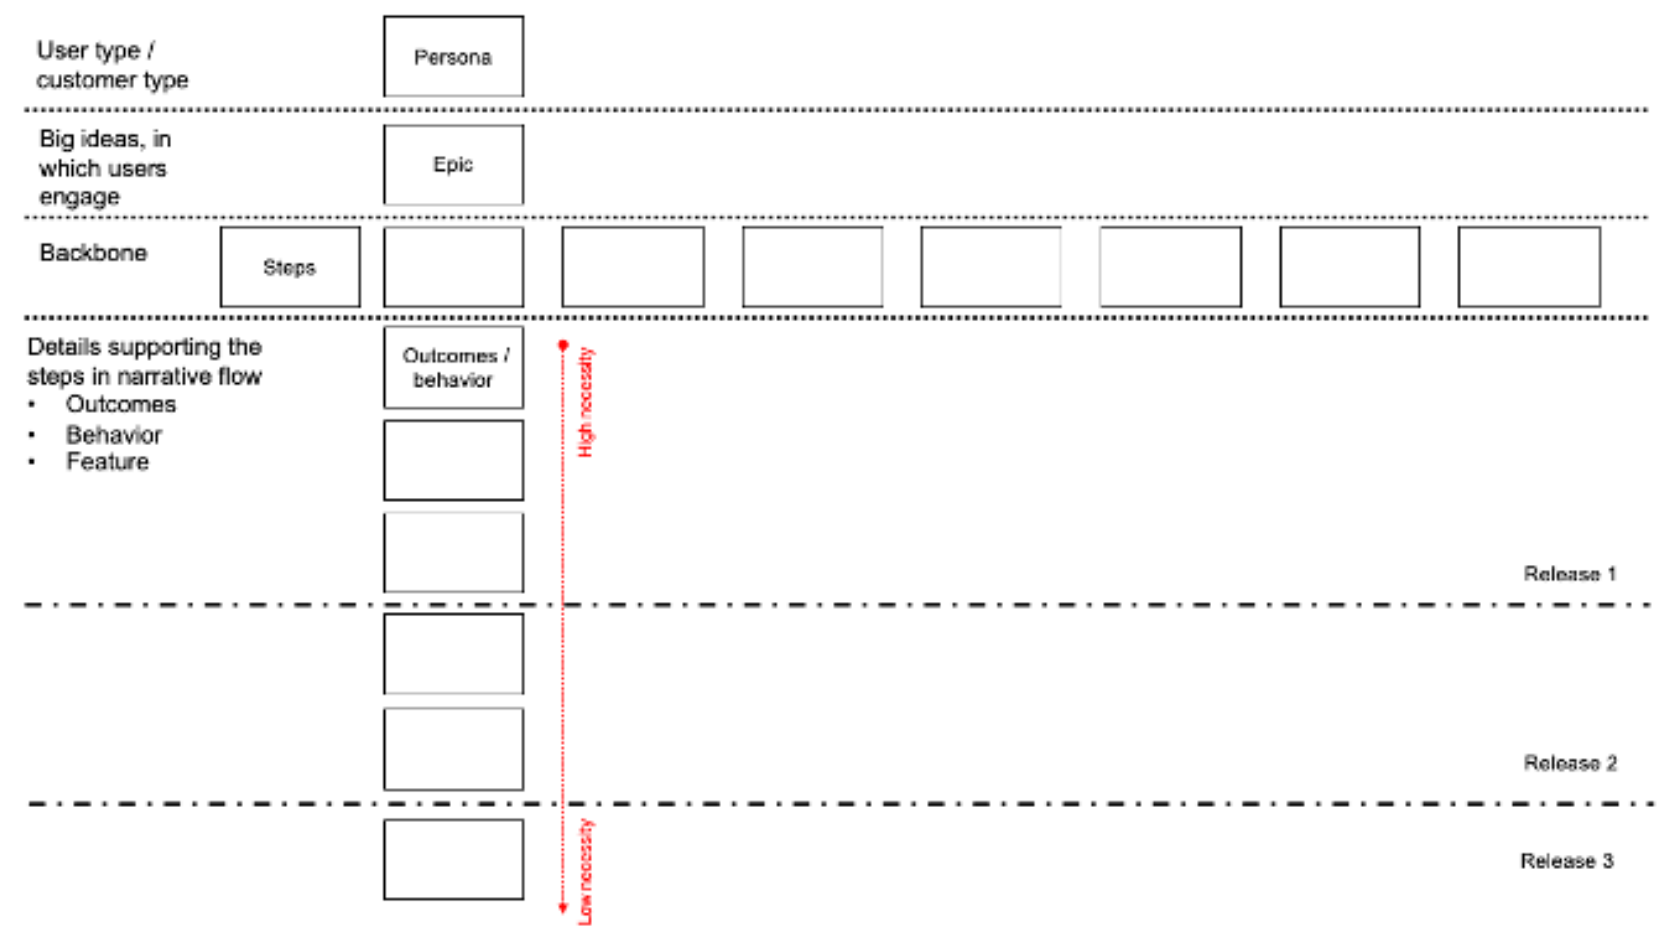 User type /
customer type
Persona
Big ideas, in
which users
engage
Epic
Backbone
Steps
Details supporting the
steps in narrative flow
• Outcomes
• Behavior
• Feature
Outcomes /
behavior
High necessity
Release 1
Release 2
Low necessity
Release 3